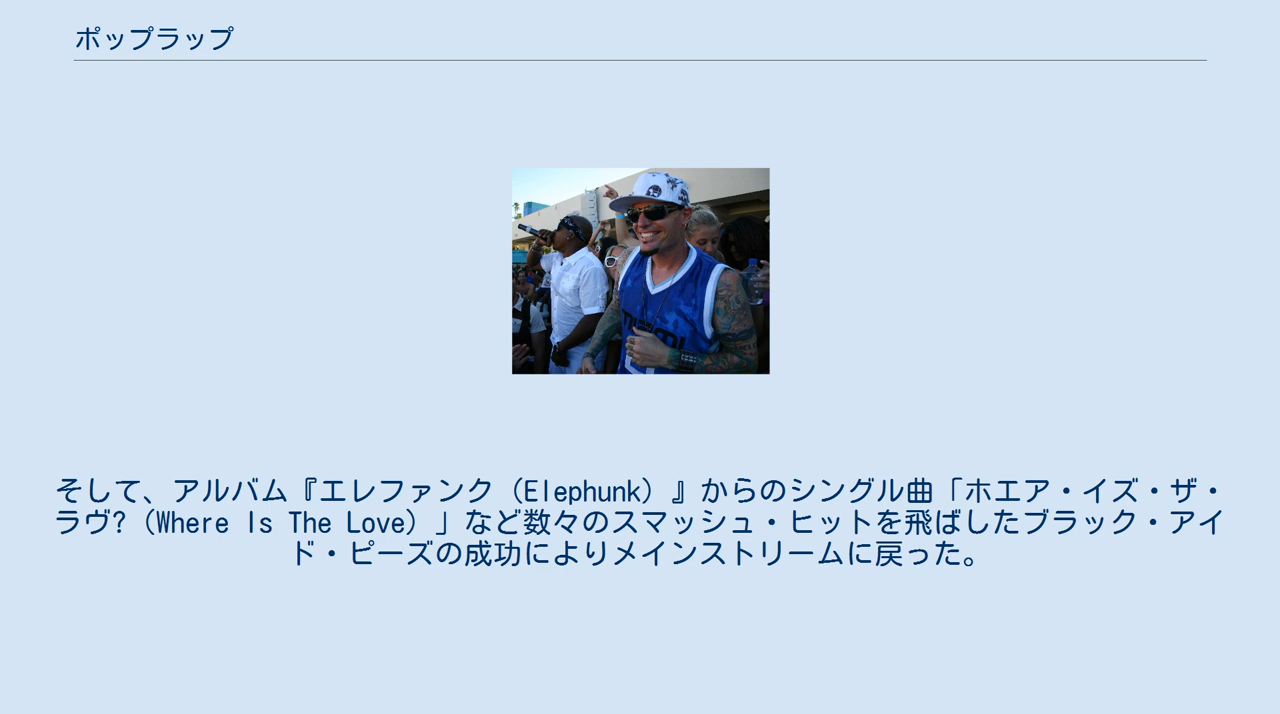 ポップラップ
そして、アルバム『エレファンク（Elephunk）』からのシングル曲「ホエア・イズ・ザ・
ラヴ?（Where Is The Love）」など数々のスマッシュ・ヒットを飛ばしたブラック・アイ
ド・ピーズの成功によりメインストリームに戻った。